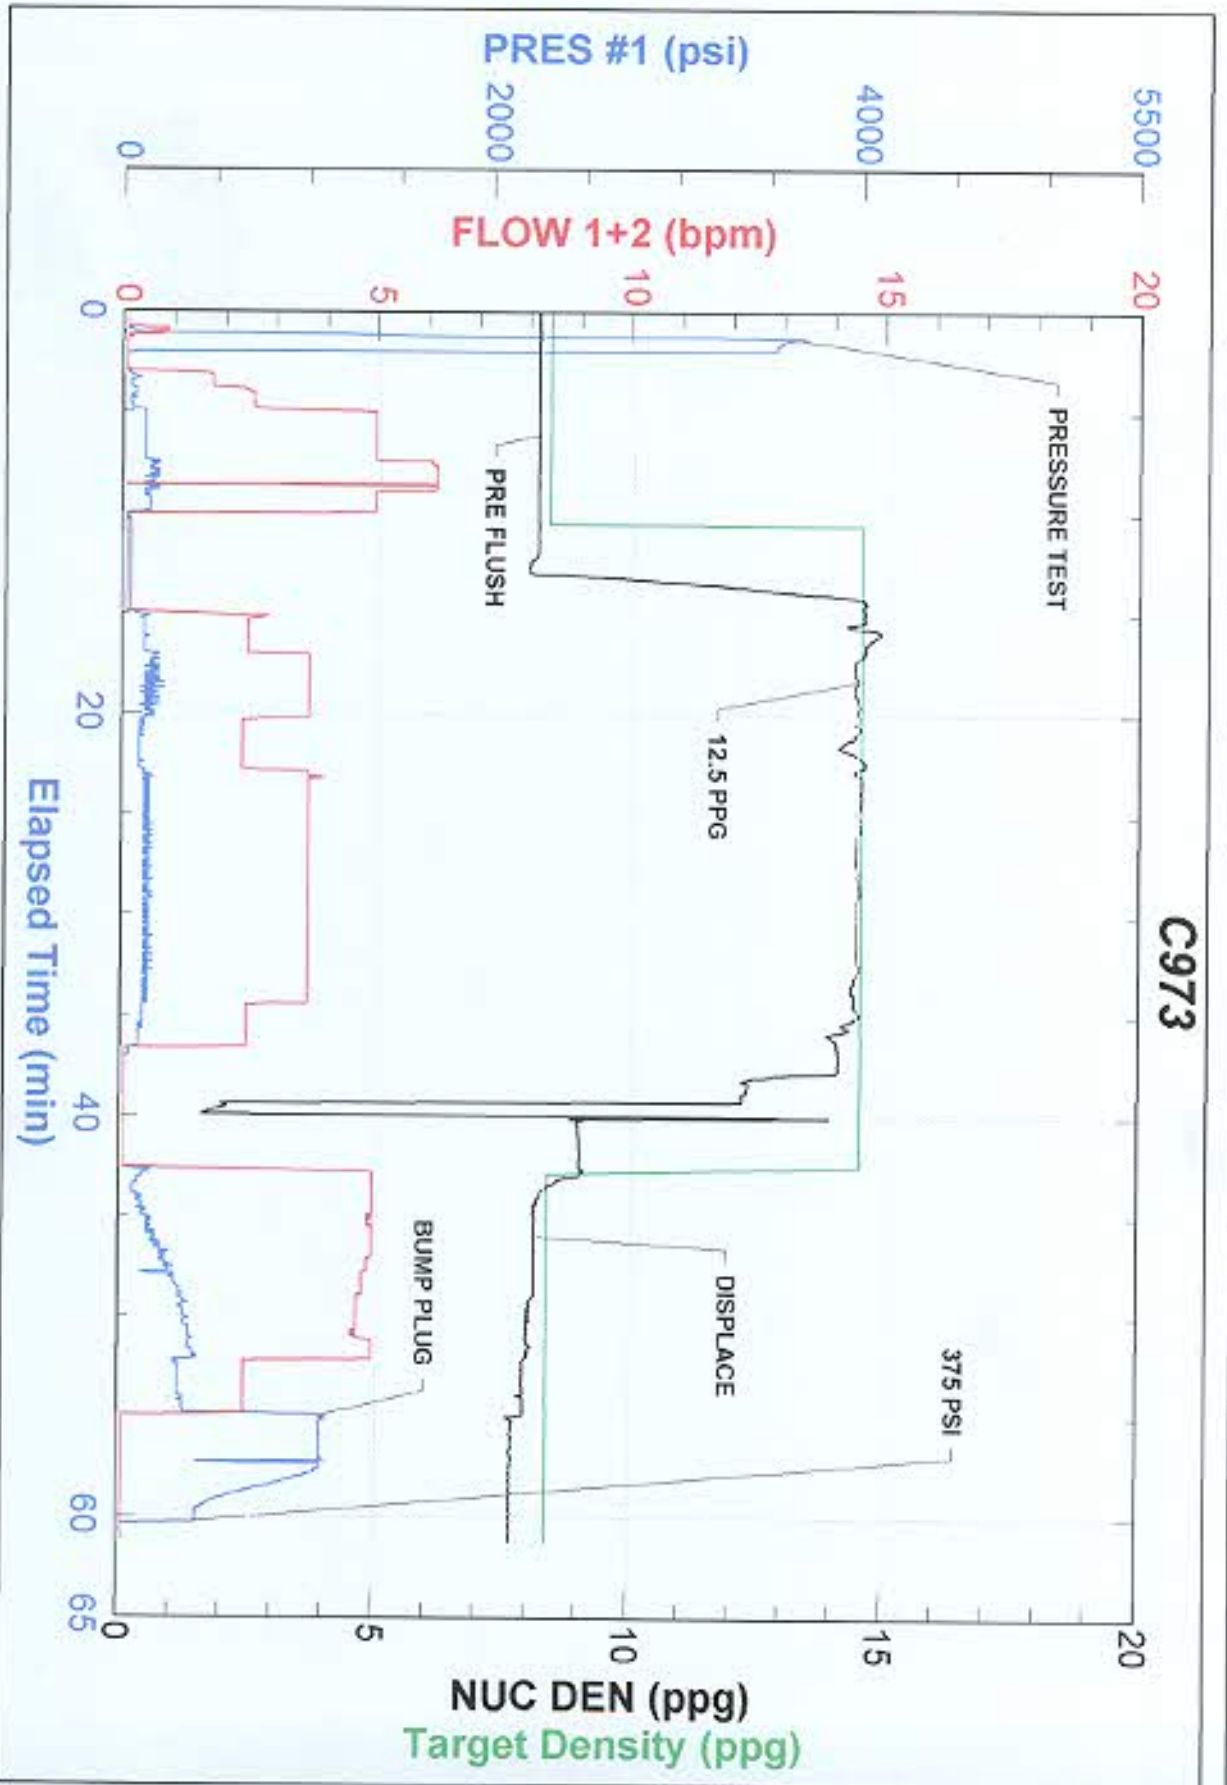 C973
PRES #1 (psi)
5500
4000
2000
0
FLOW 1+2 (bpm)
20
15
10
5
0
PRESSURE TEST
PRE FLUSH
12.5 PPG
BUMP PLUG
DISPLACE
375 PSI
0
20
40
60
65
Elapsed Time (min)
20
15
10
5
0
NUC DEN (ppg)
Target Density (ppg)